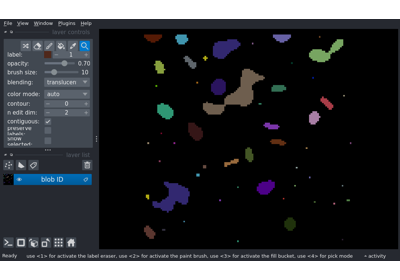 File View Window Plugins Help
layer controls
label: 1
opacity: 0.70
brush size: 10
blending: translucen
color mode: auto
contour: 0
n edit dim: 2
contiguous: ✓
preserve labels:
show selected:
layer list
blob ID
Ready use <1> for activate the label eraser, use <2> for activate the paint brush, use <3> for activate the fill bucket, use <4> for pick mode activity